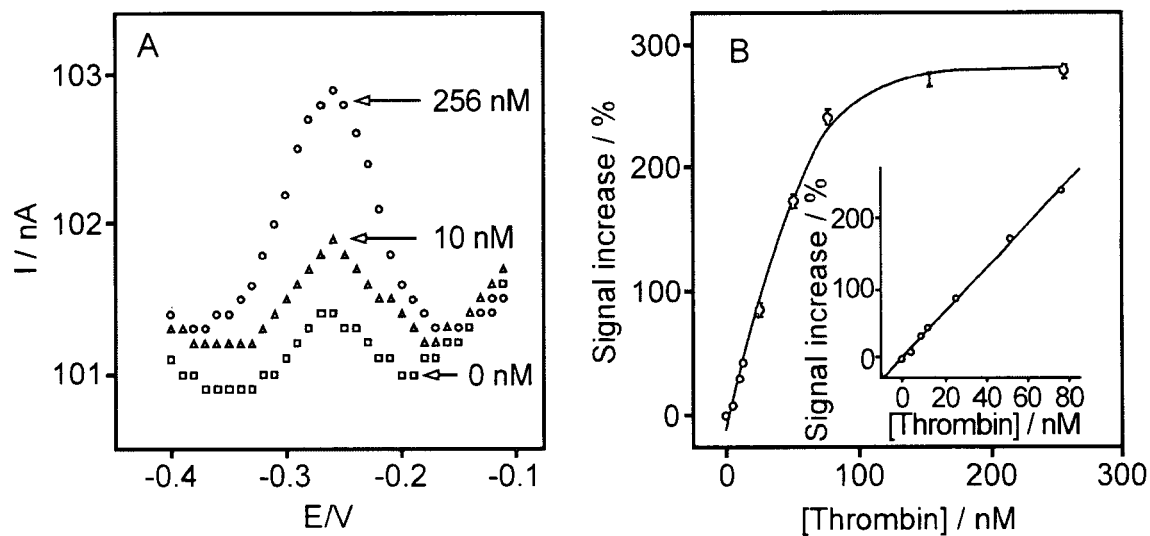 A
103
102
101
I / nA
256 nM
10 nM
0 nM
-0.4
-0.3
-0.2
-0.1
E/V
B
300
200
100
0
Signal increase / %
0
100
200
300
[Thrombin] / nM
200
100
0
Signal increase / %
0
20
40
60
80
[Thrombin] / nM